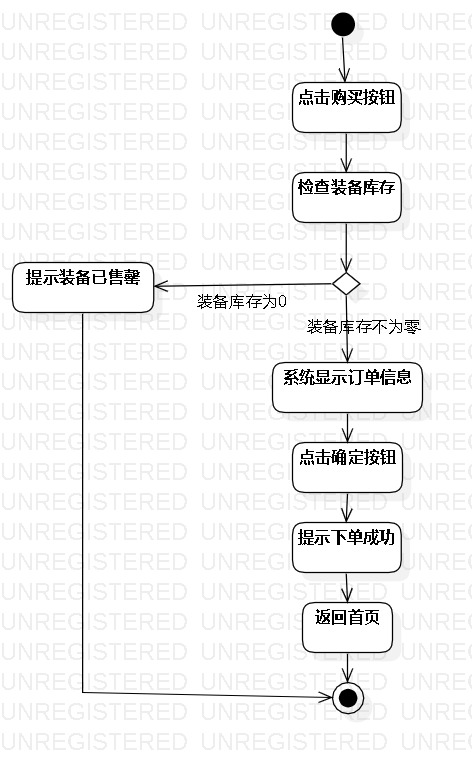 UNREGISTERED UNREGISTERED UNREGISTERED
点击购买按钮
检查装备库存
提示装备已售罄
装备库存为0
装备库存不为零
系统显示订单信息
点击确定按钮
提示下单成功
返回首页